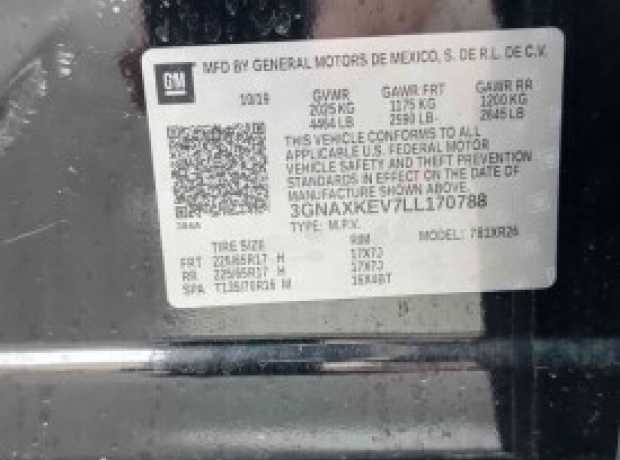 GM
MFD BY GENERAL MOTORS DE MEXICO, S. DE R.L. DE C.V.
10/19 GVWR GAWR FRT GAWR RR
2025 KG 1175 KG 1200 KG
4464 LB 2590 LB 2645 LB
THIS VEHICLE CONFORMS TO ALL
APPLICABLE U.S. FEDERAL MOTOR
VEHICLE SAFETY AND THEFT PREVENTION
STANDARDS IN EFFECT ON THE DATE OF
MANUFACTURE SHOWN ABOVE.
3GNAXKEV7LL170788
TYPE: M.P.V. MODEL: 1XR26
TIRE SIZE RIM
FRT 225/65R17 H 17X7J
RR 225/65R17 H 17X7J
SPA T135/70R16 M 16X4BT